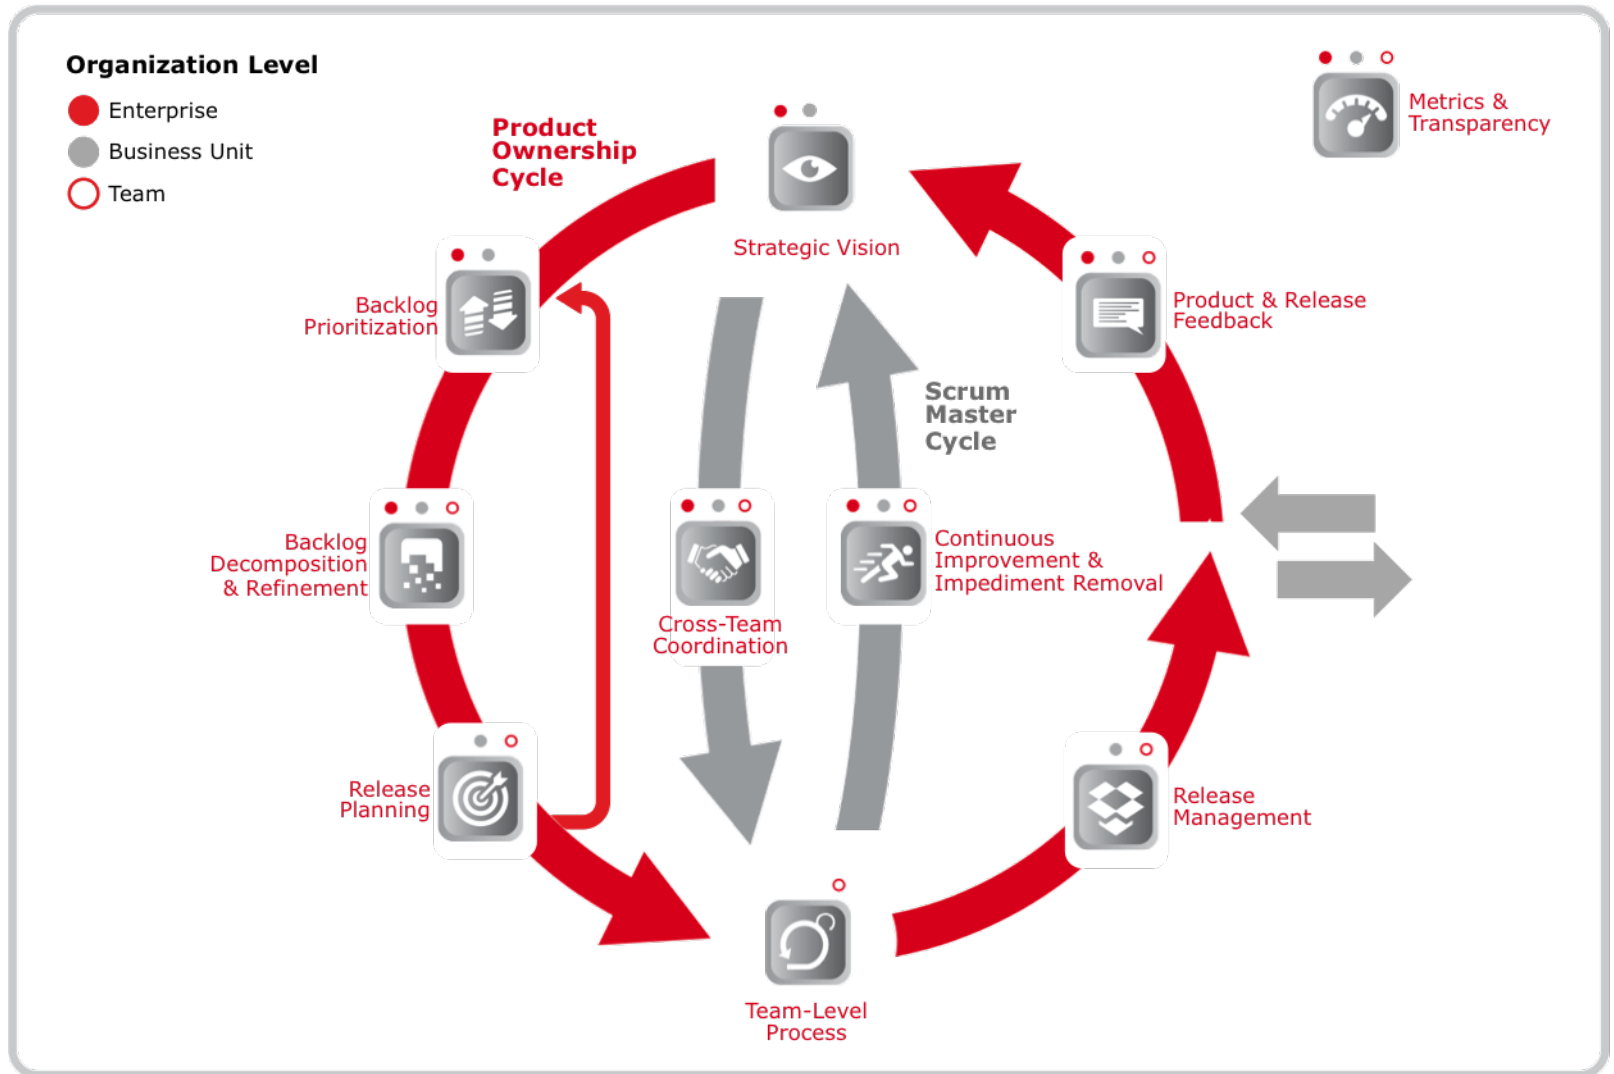 Organization Level
Enterprise
Business Unit
Team
Product
Ownership
Cycle
Strategic Vision
Metrics &
Transparency
Backlog
Prioritization
Product & Release
Feedback
Scrum
Master
Cycle
Backlog
Decomposition
& Refinement
Cross-Team
Coordination
Continuous
Improvement &
Impediment Removal
Release
Planning
Release
Management
Team-Level
Process